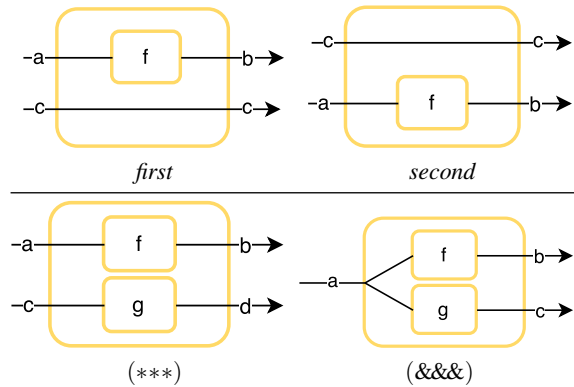 a f b
c c
first
c c
a f b
second
a f b
c g d
(***)
a f b
g c
(&&&)